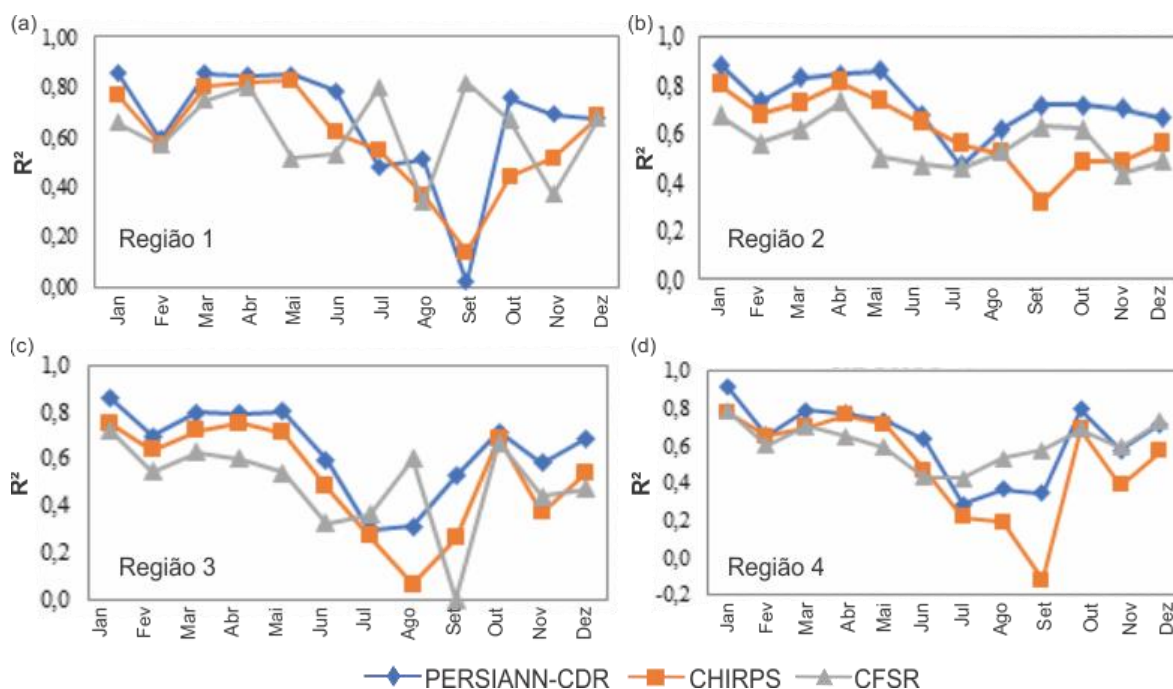 (a)
1,00
0,80
0,60
0,40
0,20
0,00
R²
Região 1
Jan Fev Mar Abr Mai Jun Jul Ago Set Out Nov Dez
(b)
1,0
0,8
0,6
0,4
0,2
0,0
R²
Região 2
Jan Fev Mar Abr Mai Jun Jul Ago Set Out Nov Dez
(c)
1,0
0,8
0,6
0,4
0,2
0,0
R²
Região 3
Jan Fev Mar Abr Mai Jun Jul Ago Set Out Nov Dez
(d)
1,0
0,8
0,6
0,4
0,2
0,0
-0,2
R²
Região 4
Jan Fev Mar Abr Mai Jun Jul Ago Set Out Nov Dez
PERSIANN-CDR CHIRPS CFSR